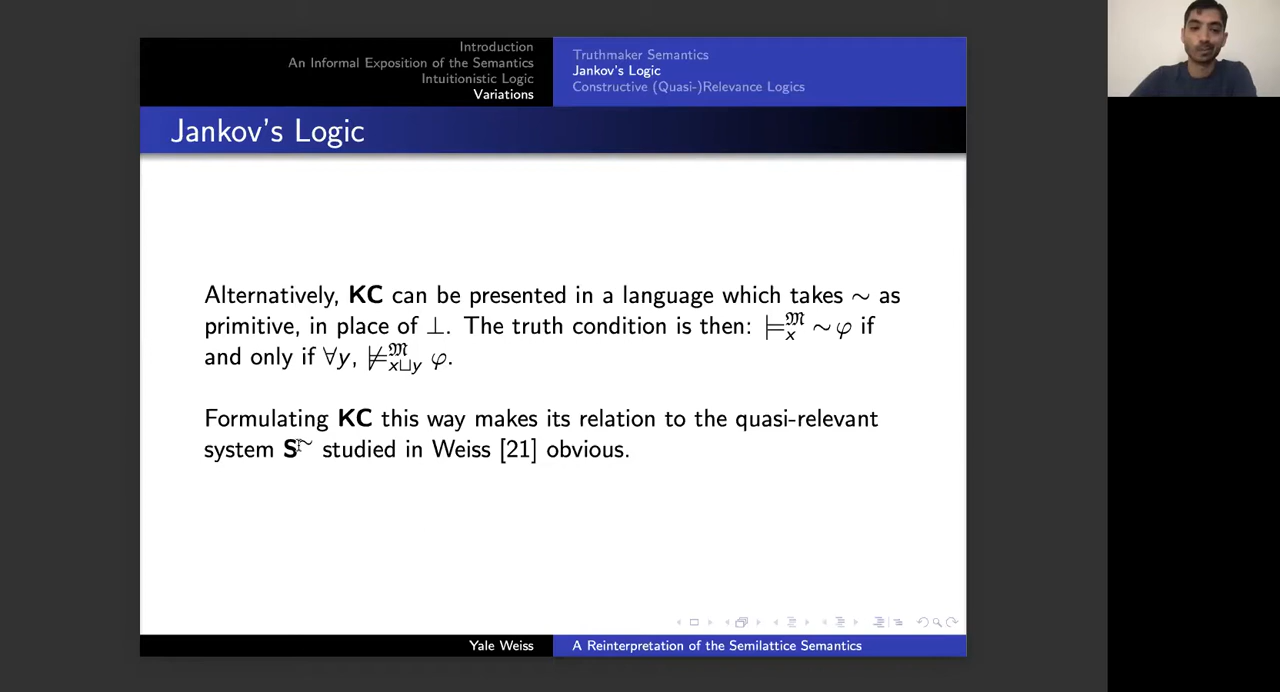 Introduction
An Informal Exposition of the Semantics
Intuitionistic Logic
Variations
Truthmaker Semantics
Jankov's Logic
Constructive (Quasi-)Relevance Logics
Jankov's Logic
Alternatively, KC can be presented in a language which takes ∼ as
primitive, in place of ⊥. The truth condition is then: ⊨ₓ^𝔐 ∼φ if
and only if ∀y, ⊭_{x⊔y}^𝔐 φ.
Formulating KC this way makes its relation to the quasi-relevant
system S^∼ studied in Weiss [21] obvious.
Yale Weiss
A Reinterpretation of the Semilattice Semantics